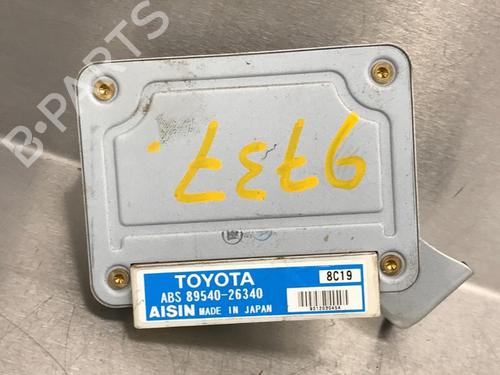 B-PARTS
9737.
TOYOTA
8C19
ABS 89540-26340
AISIN MADE IN JAPAN